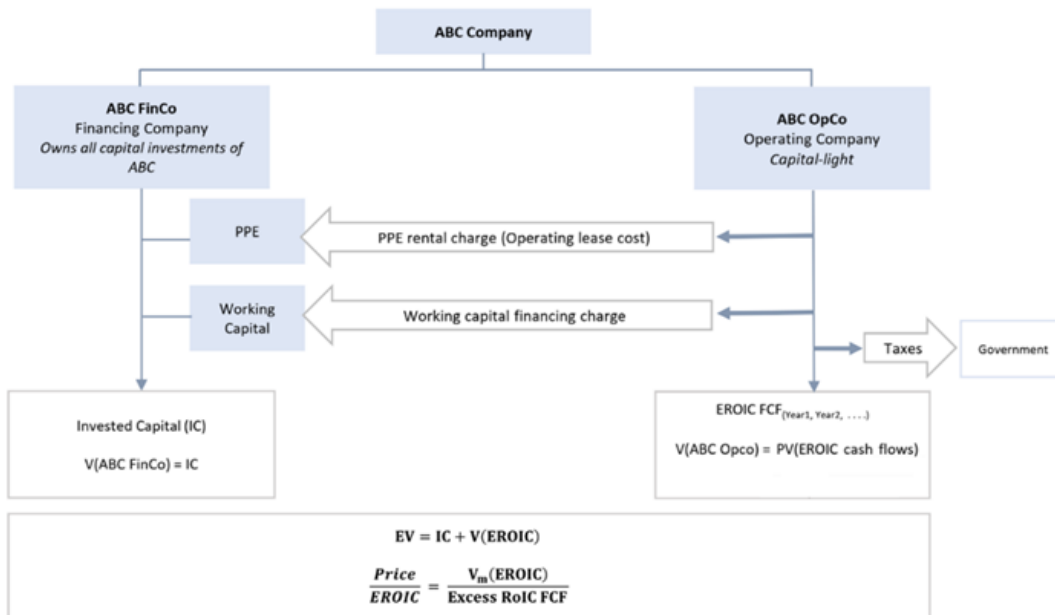 ABC Company
ABC FinCo
Financing Company
Owns all capital investments of
ABC
ABC OpCo
Operating Company
Capital-light
PPE
PPE rental charge (Operating lease cost)
Working
Capital
Working capital financing charge
Taxes
Government
Invested Capital (IC)
V(ABC FinCo) = IC
EROIC FCF(Year1, Year2, . . . .)
V(ABC Opco) = PV(EROIC cash flows)
EV = IC + V(EROIC)
Price/EROIC = Vm(EROIC)/Excess RoIC FCF